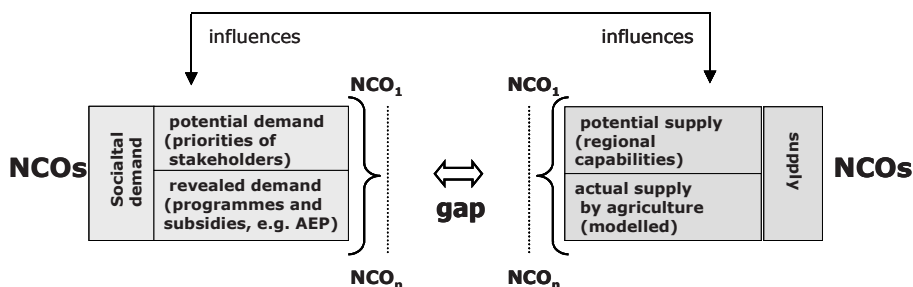 influences influences
NCO1 NCO1
NCOs
Socialtal
demand
potential demand
(priorities of
stakeholders)
revealed demand
(programmes and
subsidies, e.g. AEP)
gap
potential supply
(regional
capabilities)
actual supply
by agriculture
(modelled)
supply
NCOs
NCOn NCOn